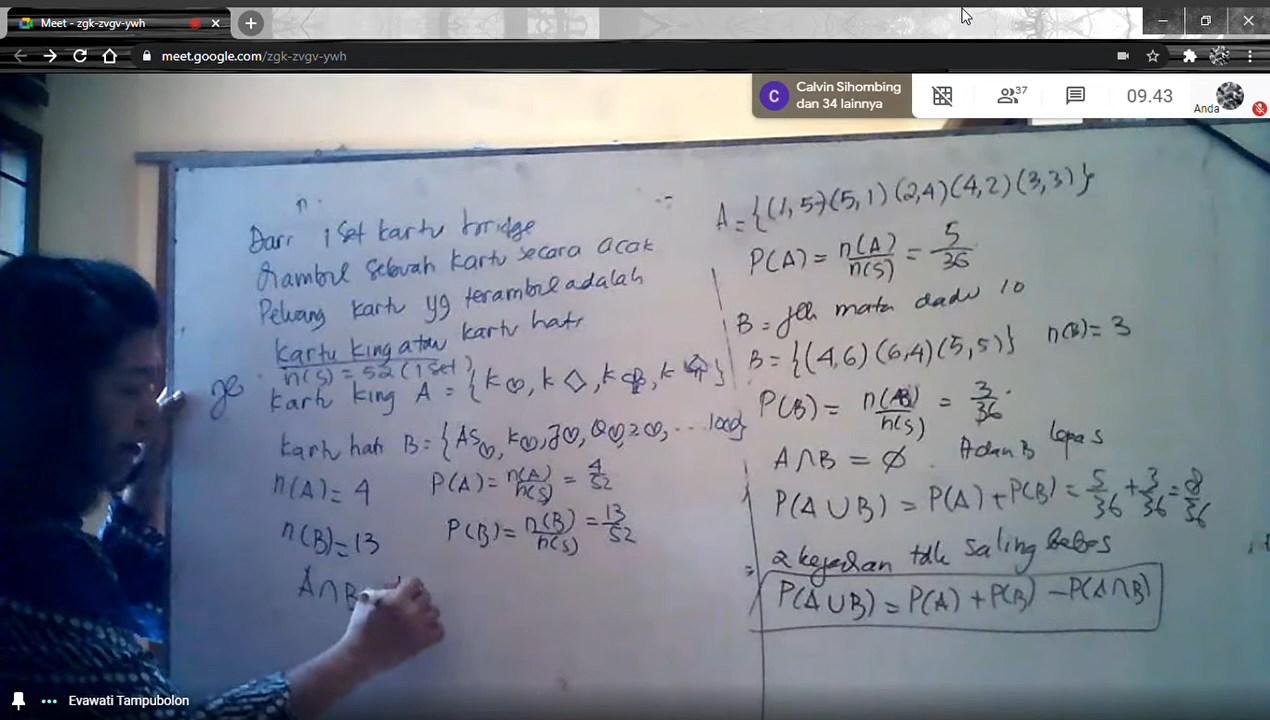 Meet - zgk-zvgv-ywh
meet.google.com/zgk-zvgv-ywh
C
Calvin Sihombing
dan 34 lainnya
37
09.43
Anda
Dari 1 set kartu bridge
diambil sebuah kartu secara acak
Peluang kartu yg terambil adalah
kartu king atau kartu hati
n(s) = 52 (1 set)
kartu king A = {K♡, K◇, K♧, K♤}
kartu hati B = {As♡, K♡, J♡, Q♡, 2♡, ... 10♡}
n(A) = 4 P(A) = n(A)/n(s) = 4/52
n(B) = 13 P(B) = n(B)/n(s) = 13/52
A∩B
A = {(1,5)(5,1)(2,4)(4,2)(3,3)}
P(A) = n(A)/n(s) = 5/36
B = jlh mata dadu 10
B = {(4,6)(6,4)(5,5)} n(B) = 3
P(B) = n(B)/n(s) = 3/36
A∩B = ∅. A dan B lepas
P(A∪B) = P(A) + P(B) = 5/36 + 3/36 = 8/36
2 kejadian tdk saling bebas
P(A∪B) = P(A) + P(B) - P(A∩B)
Evawati Tampubolon